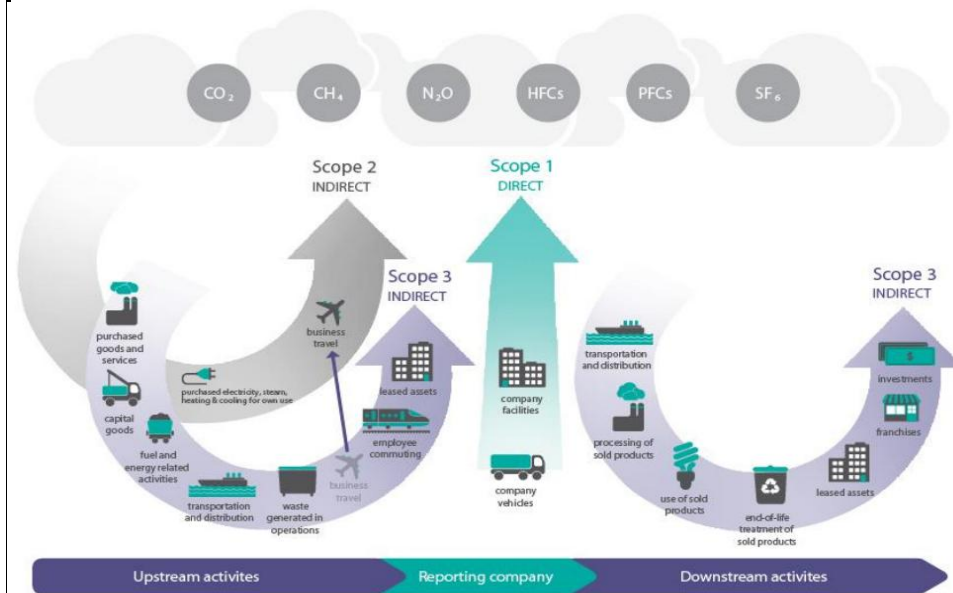 CO₂
CH₄
N₂O
HFCs
PFCs
SF₆
Scope 2
INDIRECT
Scope 1
DIRECT
Scope 3
INDIRECT
Scope 3
INDIRECT
purchased
goods and
services
capital
goods
fuel and
energy related
activities
transportation
and distribution
waste
generated in
operations
business
travel
purchased electricity, steam,
heating & cooling for own use
business
travel
employee
commuting
leased assets
company
facilities
company
vehicles
transportation
and distribution
processing of
sold products
use of sold
products
end-of-life
treatment of
sold products
leased assets
franchises
$
investments
Upstream activites
Reporting company
Downstream activites